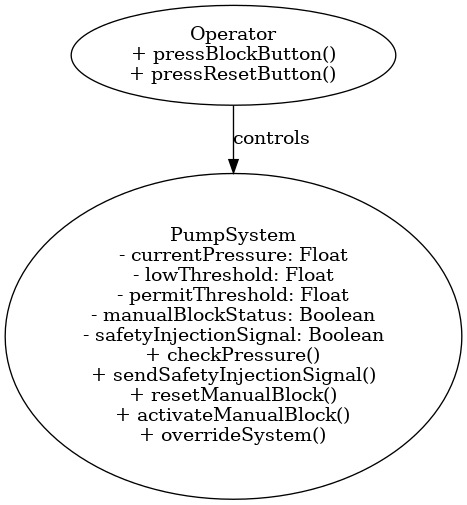 Operator
+ pressBlockButton()
+ pressResetButton()
controls
PumpSystem
- currentPressure: Float
- lowThreshold: Float
- permitThreshold: Float
- manualBlockStatus: Boolean
- safetyInjectionSignal: Boolean
+ checkPressure()
+ sendSafetyInjectionSignal()
+ resetManualBlock()
+ activateManualBlock()
+ overrideSystem()